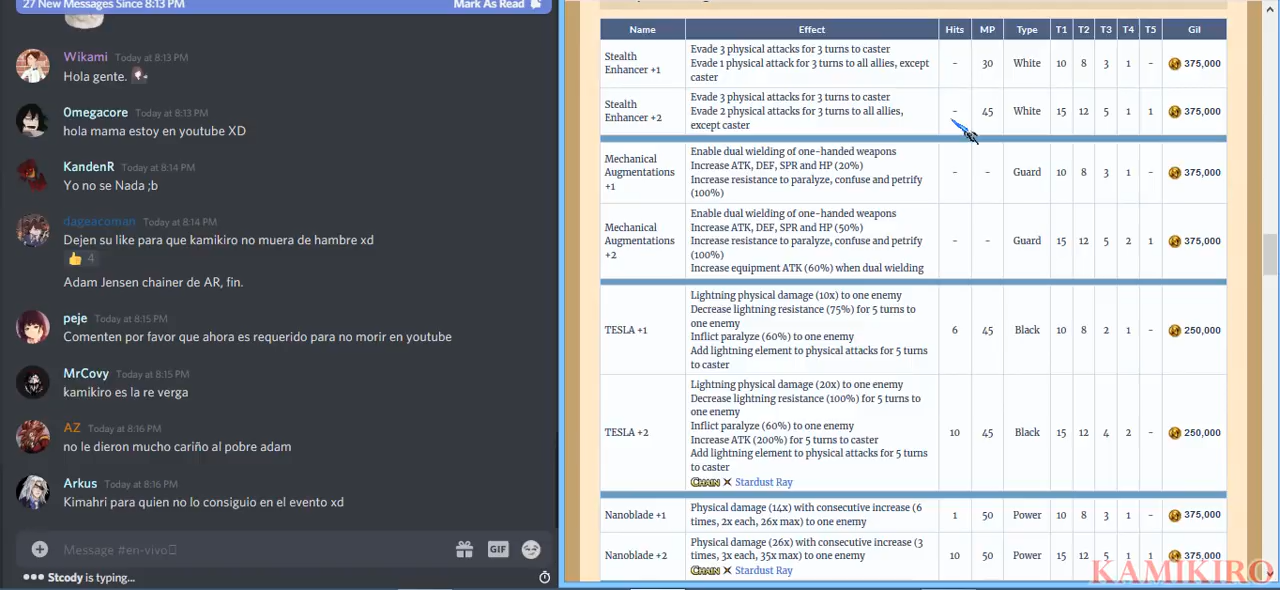 27 New Messages Since 8:13 PM
Mark As Read
Wikami Today at 8:13 PM
Hola gente.
0megacore Today at 8:13 PM
hola mama estoy en youtube XD
KandenR Today at 8:14 PM
Yo no se Nada ;b
dageacoman Today at 8:14 PM
Dejen su like para que kamikiro no muera de hambre xd
4
Adam Jensen chainer de AR, fin.
peje Today at 8:15 PM
Comenten por favor que ahora es requerido para no morir en youtube
MrCovy Today at 8:15 PM
kamikiro es la re verga
AZ Today at 8:16 PM
no le dieron mucho cariño al pobre adam
Arkus Today at 8:16 PM
Kimahri para quien no lo consiguio en el evento xd
Message #en-vivo
GIF
Stcody is typing...
Name Effect Hits MP Type T1 T2 T3 T4 T5 Gil
Stealth
Enhancer +1
Evade 3 physical attacks for 3 turns to caster
Evade 1 physical attack for 3 turns to all allies, except
caster
- 30 White 10 8 3 1 - 375,000
Stealth
Enhancer +2
Evade 3 physical attacks for 3 turns to caster
Evade 2 physical attacks for 3 turns to all allies,
except caster
- 45 White 15 12 5 1 1 375,000
Mechanical
Augmentations
+1
Enable dual wielding of one-handed weapons
Increase ATK, DEF, SPR and HP (20%)
Increase resistance to paralyze, confuse and petrify
(100%)
- - Guard 10 8 3 1 - 375,000
Mechanical
Augmentations
+2
Enable dual wielding of one-handed weapons
Increase ATK, DEF, SPR and HP (50%)
Increase resistance to paralyze, confuse and petrify
(100%)
Increase equipment ATK (60%) when dual wielding
- - Guard 15 12 5 2 1 375,000
TESLA +1
Lightning physical damage (10x) to one enemy
Decrease lightning resistance (75%) for 5 turns to
one enemy
Inflict paralyze (60%) to one enemy
Add lightning element to physical attacks for 5 turns
to caster
6 45 Black 10 8 2 1 - 250,000
TESLA +2
Lightning physical damage (20x) to one enemy
Decrease lightning resistance (100%) for 5 turns to
one enemy
Inflict paralyze (60%) to one enemy
Increase ATK (200%) for 5 turns to caster
Add lightning element to physical attacks for 5 turns
to caster
CHAIN Stardust Ray
10 45 Black 15 12 4 2 - 250,000
Nanoblade +1
Physical damage (14x) with consecutive increase (6
times, 2x each, 26x max) to one enemy
1 50 Power 10 8 3 1 - 375,000
Nanoblade +2
Physical damage (26x) with consecutive increase (3
times, 3x each, 35x max) to one enemy
CHAIN Stardust Ray
10 50 Power 15 12 5 1 1 375,000
KAMIKIRO